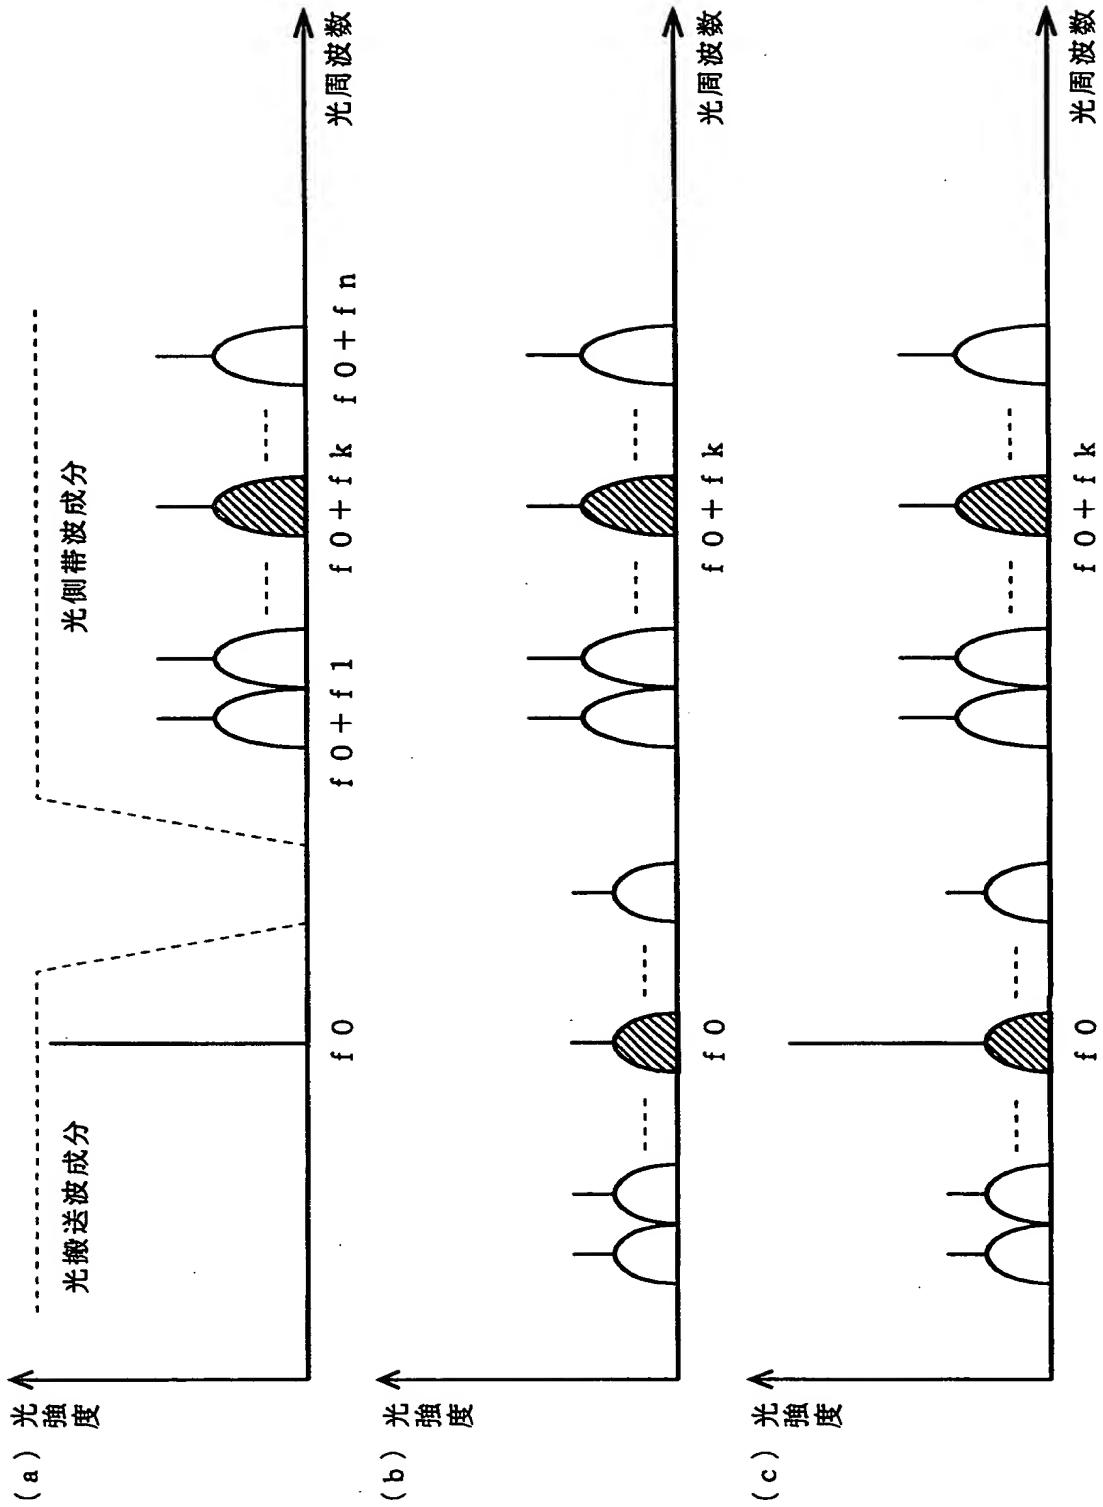 (a)
光強度
光搬送波成分
光側帯波成分
f0
f0+f1
f0+fk
f0+fn
光周波数
(b)
光強度
f0
f0+fk
光周波数
(c)
光強度
f0
f0+fk
光周波数